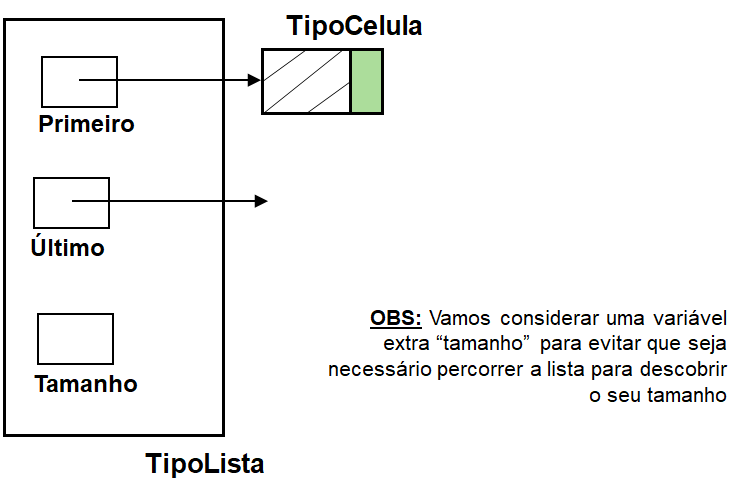 TipoCelula
Primeiro
Último
OBS: Vamos considerar uma variável
extra “tamanho” para evitar que seja
necessário percorrer a lista para descobrir
o seu tamanho
Tamanho
TipoLista